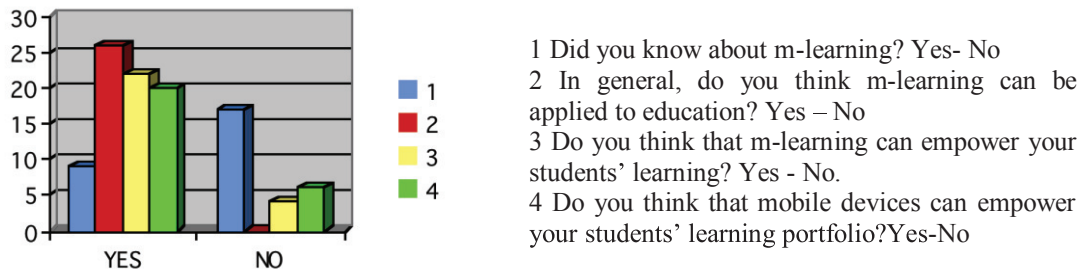 30
25
20
15
10
5
0
YES NO
1
2
3
4
1 Did you know about m-learning? Yes- No
2 In general, do you think m-learning can be
applied to education? Yes – No
3 Do you think that m-learning can empower your
students’ learning? Yes - No.
4 Do you think that mobile devices can empower
your students’ learning portfolio?Yes-No